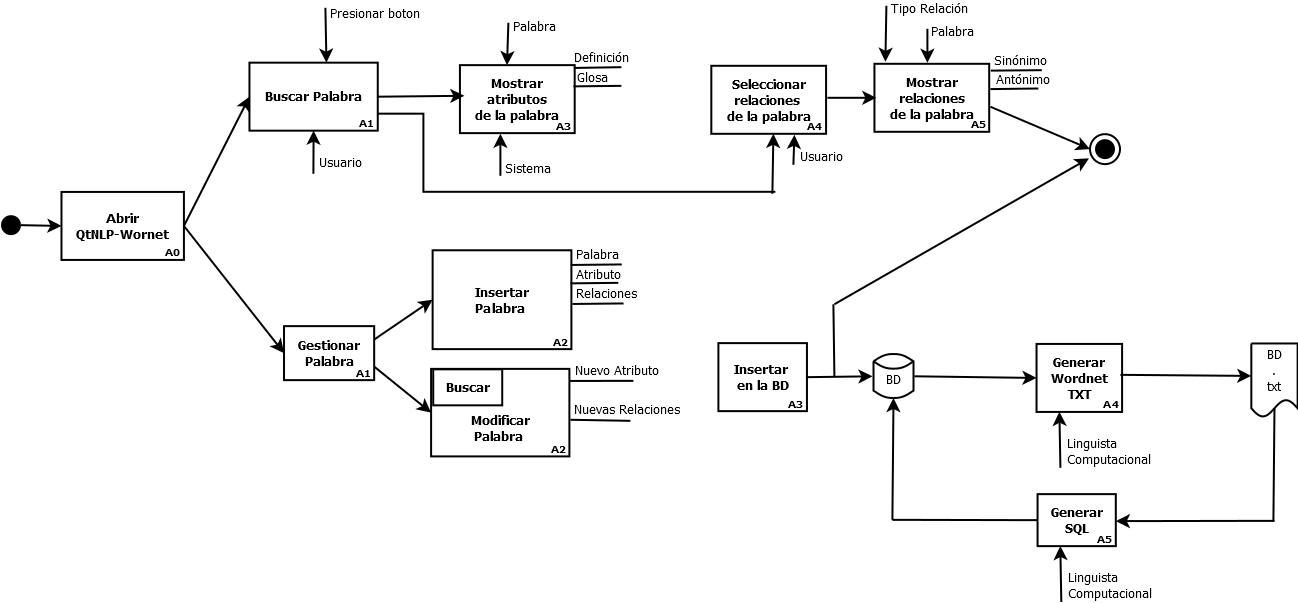 Presionar boton
Buscar Palabra
A1
Usuario
Palabra
Mostrar
atributos
de la palabra
A3
Definición
Glosa
Sistema
Seleccionar
relaciones
de la palabra
A4
Usuario
Tipo Relación
Palabra
Mostrar
relaciones
de la palabra
A5
Sinónimo
Antónimo
Abrir
QtNLP-Wornet
A0
Gestionar
Palabra
A1
Insertar
Palabra
A2
Palabra
Atributo
Relaciones
Buscar
Modificar
Palabra
A2
Nuevo Atributo
Nuevas Relaciones
Insertar
en la BD
A3
BD
Generar
Wordnet
TXT
A4
Linguista
Computacional
BD
.
txt
Generar
SQL
A5
Linguista
Computacional